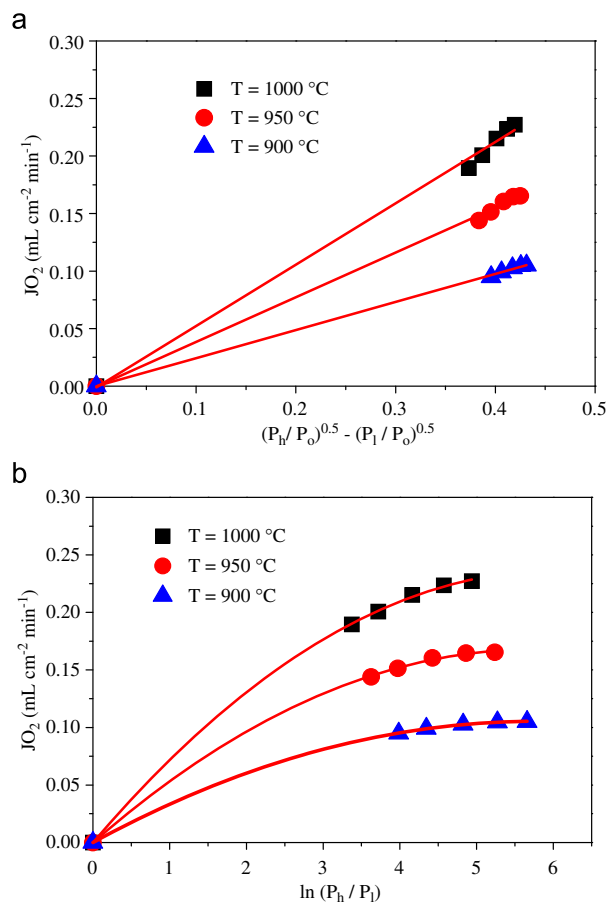 a
0.30
0.25
0.20
0.15
0.10
0.05
0.00
JO₂ (mL cm⁻² min⁻¹)
T = 1000 °C
T = 950 °C
T = 900 °C
0.0 0.1 0.2 0.3 0.4 0.5
(Pₕ/ Pₒ)⁰·⁵ - (Pₗ / Pₒ)⁰·⁵
b
0.30
0.25
0.20
0.15
0.10
0.05
0.00
JO₂ (mL cm⁻² min⁻¹)
T = 1000 °C
T = 950 °C
T = 900 °C
0 1 2 3 4 5 6
ln (Pₕ / Pₗ)